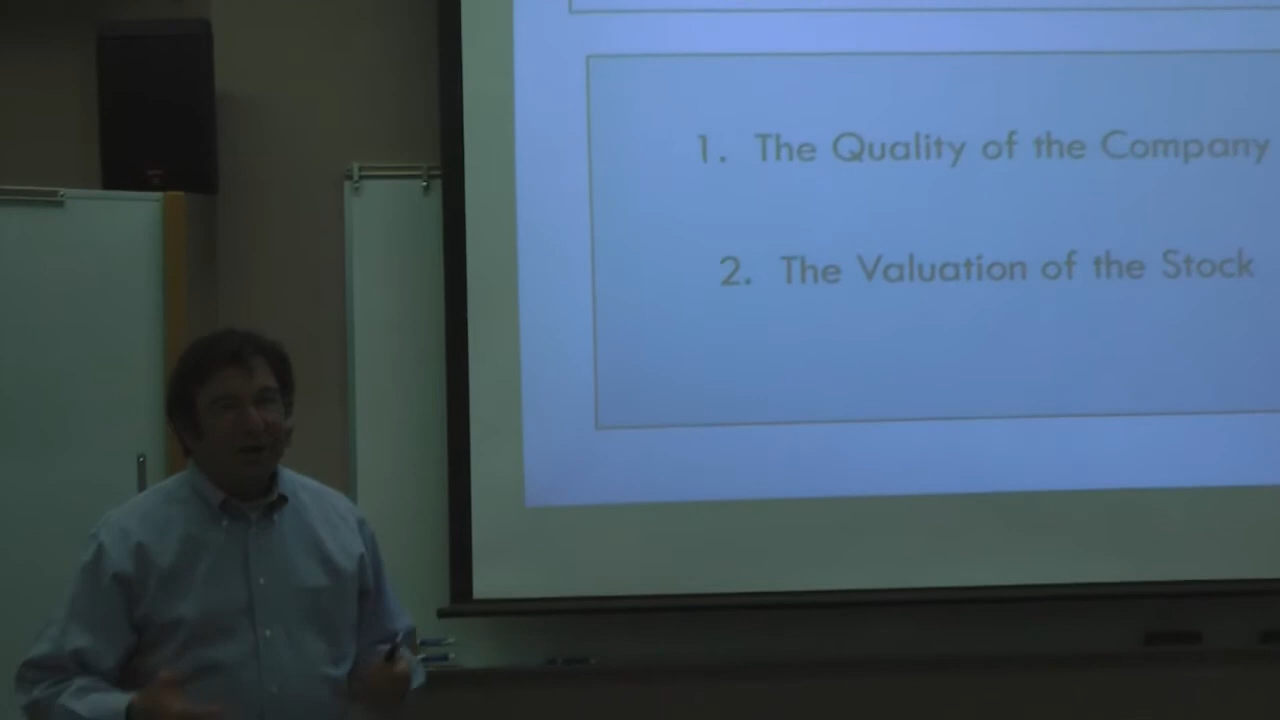 1. The Quality of the Company
2. The Valuation of the Stock